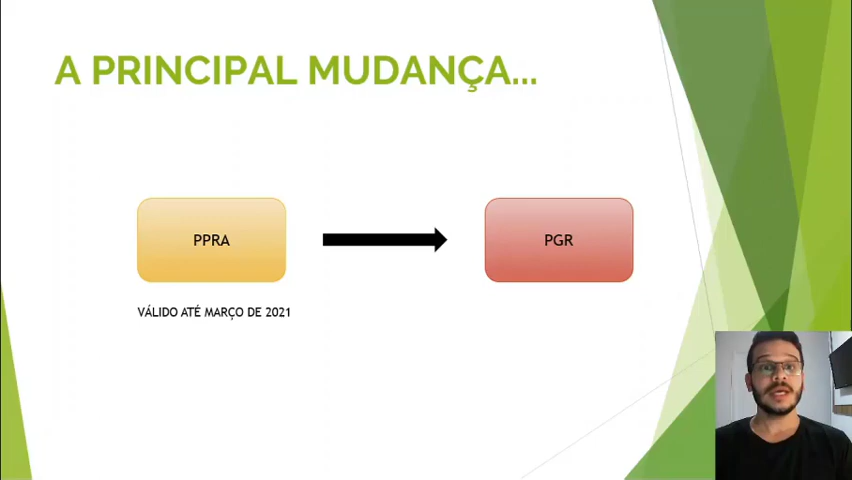 A PRINCIPAL MUDANÇA...
PPRA
PGR
VÁLIDO ATÉ MARÇO DE 2021